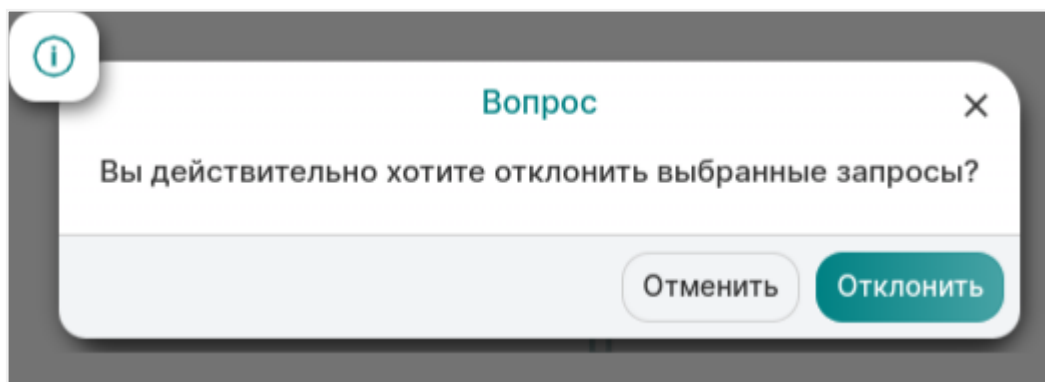 Вопрос
Вы действительно хотите отклонить выбранные запросы?
Отменить
Отклонить